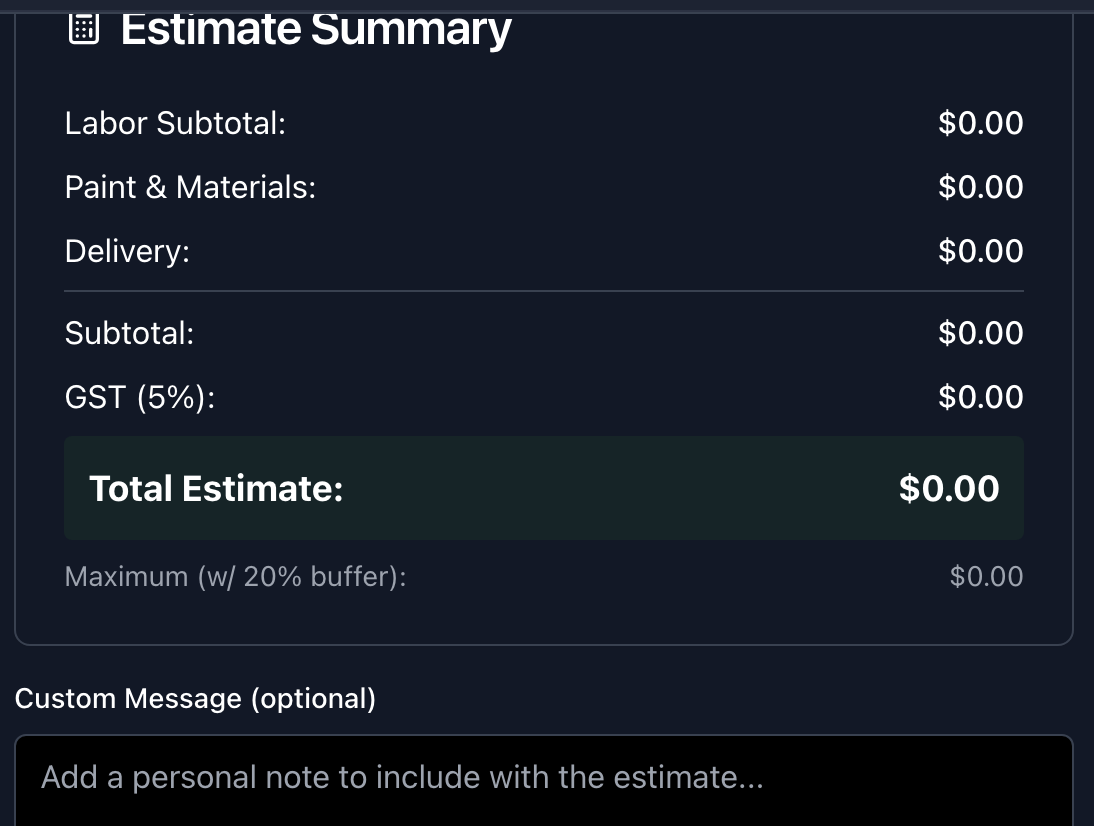 Estimate Summary
Labor Subtotal: $0.00
Paint & Materials: $0.00
Delivery: $0.00
Subtotal: $0.00
GST (5%): $0.00
Total Estimate: $0.00
Maximum (w/ 20% buffer): $0.00
Custom Message (optional)
Add a personal note to include with the estimate...